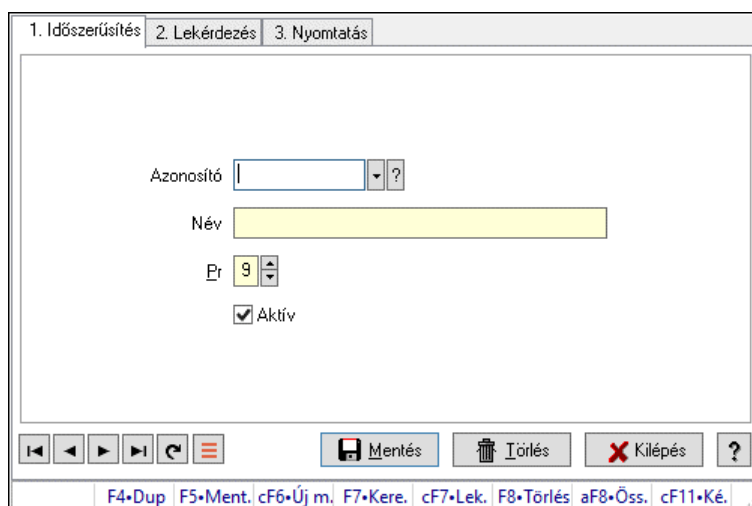 1. Időszerűsítés 2. Lekérdezés 3. Nyomtatás
Azonosító ?
Név
Pr 9
Aktív
Mentés Törlés Kilépés ?
F4•Dup F5•Ment. cF6•Új m. F7•Kere. cF7•Lek. F8•Törlés aF8•Öss. cF11•Ké.